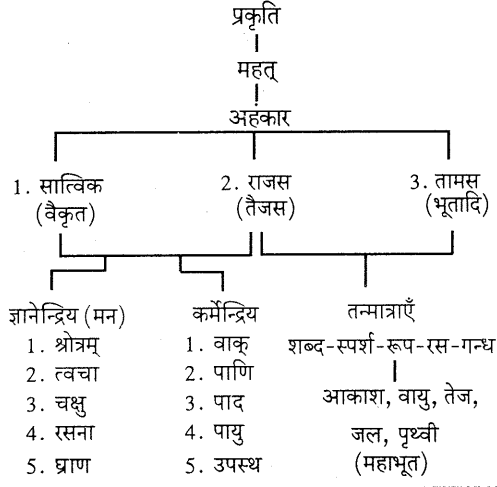 प्रकृति
महत्
अहंकार
1. सात्विक
(वैकृत)
2. राजस
(तैजस)
3. तामस
(भूतादि)
ज्ञानेन्द्रिय (मन)
1. श्रोत्रम्
2. त्वचा
3. चक्षु
4. रसना
5. घ्राण
कर्मेन्द्रिय
1. वाक्
2. पाणि
3. पाद
4. पायु
5. उपस्थ
तन्मात्राएँ
शब्द-स्पर्श-रूप-रस-गन्ध
आकाश, वायु, तेज,
जल, पृथ्वी
(महाभूत)